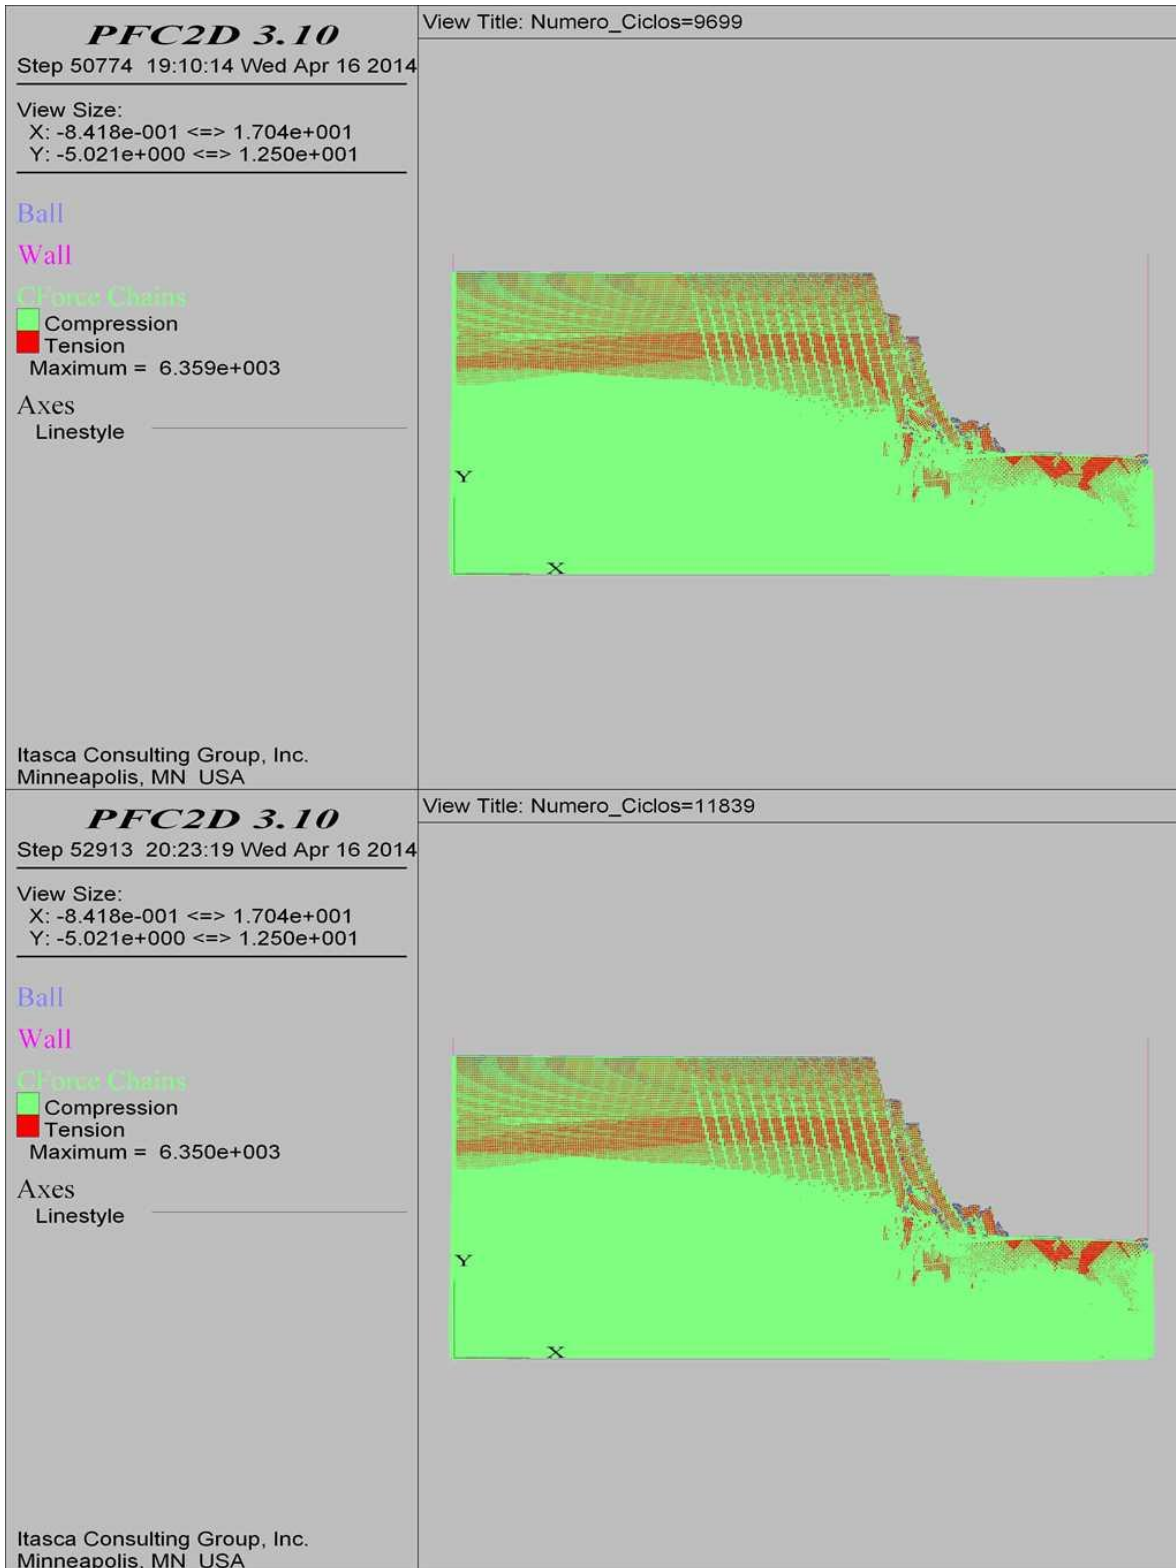 PFC2D 3.10
Step 50774 19:10:14 Wed Apr 16 2014
View Size:
X: -8.418e-001 <=> 1.704e+001
Y: -5.021e+000 <=> 1.250e+001
Ball
Wall
CForce Chains
Compression
Tension
Maximum = 6.359e+003
Axes
Linestyle
Itasca Consulting Group, Inc.
Minneapolis, MN USA
View Title: Numero_Ciclos=9699
Y
X
PFC2D 3.10
Step 52913 20:23:19 Wed Apr 16 2014
View Size:
X: -8.418e-001 <=> 1.704e+001
Y: -5.021e+000 <=> 1.250e+001
Ball
Wall
CForce Chains
Compression
Tension
Maximum = 6.350e+003
Axes
Linestyle
Itasca Consulting Group, Inc.
Minneapolis, MN USA
View Title: Numero_Ciclos=11839
Y
X